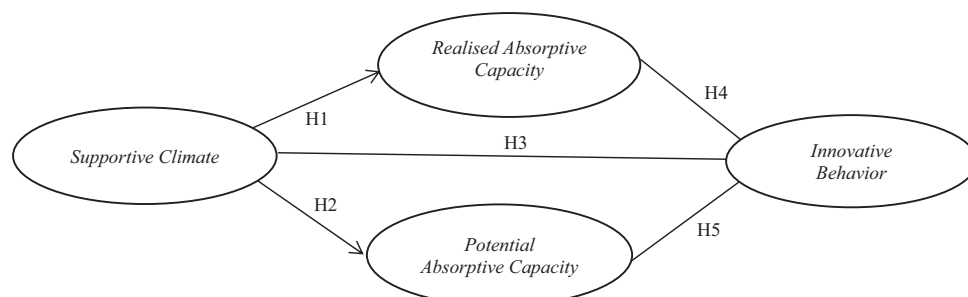 Realised Absorptive
Capacity
H4
H1
H3
Supportive Climate
Innovative
Behavior
H2
H5
Potential
Absorptive Capacity